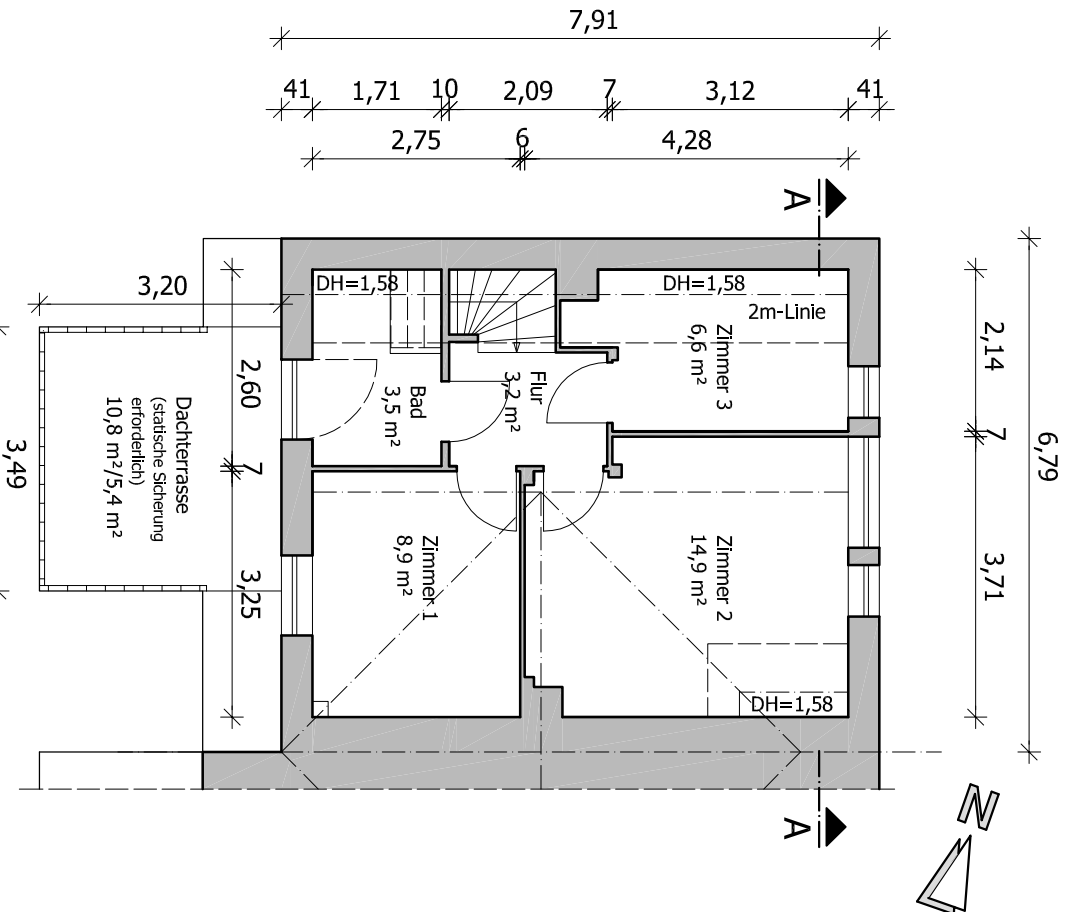 7,91
41
1,71
10
2,09
7
3,12
41
2,75
6
4,28
A
3,20
DH=1,58
DH=1,58
2m-Linie
Zimmer 3
6,6 m²
Flur
3,2 m²
Bad
3,5 m²
2,60
7
3,25
2,14
7
3,71
6,79
3,49
Dachterrasse
(statische Sicherung
erforderlich)
10,8 m²/5,4 m²
Zimmer 1
8,9 m²
Zimmer 2
14,9 m²
DH=1,58
A
N